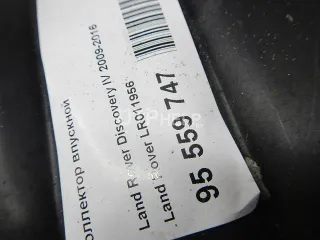 оллектор впускной
Land Rover Discovery IV 2009-2016
Land Rover LR011956
95 559 747